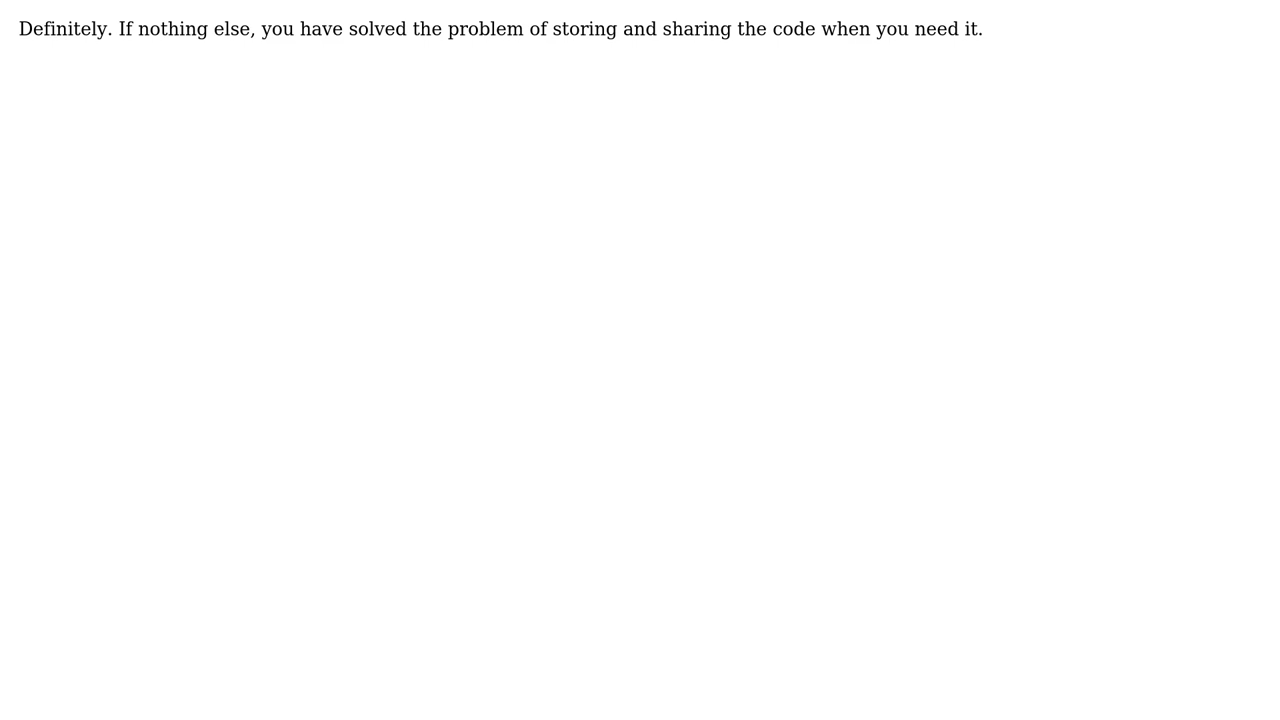 Definitely. If nothing else, you have solved the problem of storing and sharing the code when you need it.